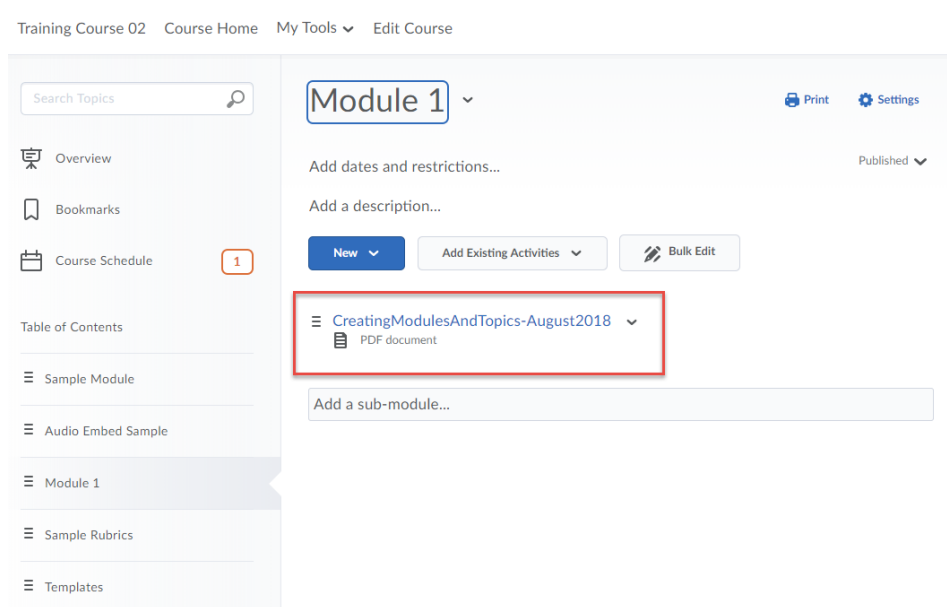 Training Course 02 Course Home My Tools Edit Course
Search Topics
Overview
Bookmarks
Course Schedule 1
Table of Contents
Sample Module
Audio Embed Sample
Module 1
Sample Rubrics
Templates
Module 1
Print Settings
Add dates and restrictions...
Published
Add a description...
New Add Existing Activities Bulk Edit
CreatingModulesAndTopics-August2018
PDF document
Add a sub-module...